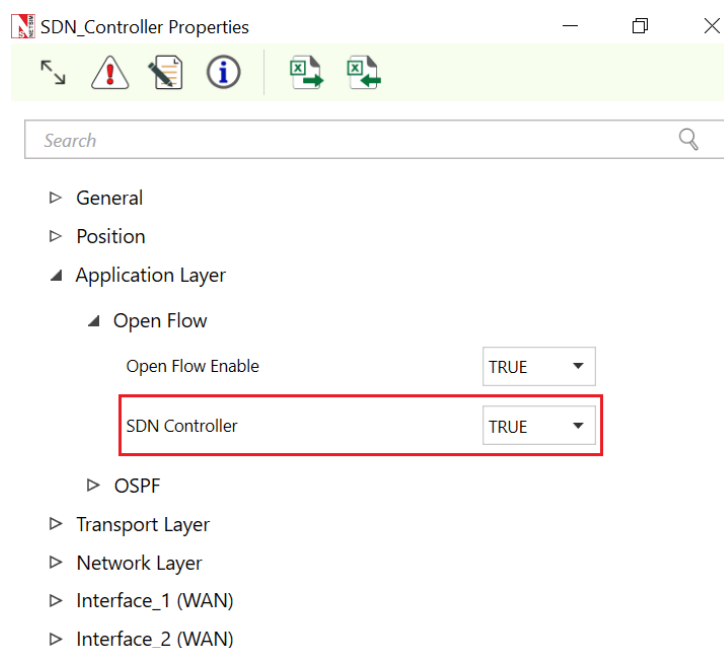 SDN_Controller Properties
Search
General
Position
Application Layer
Open Flow
Open Flow Enable TRUE
SDN Controller TRUE
OSPF
Transport Layer
Network Layer
Interface_1 (WAN)
Interface_2 (WAN)